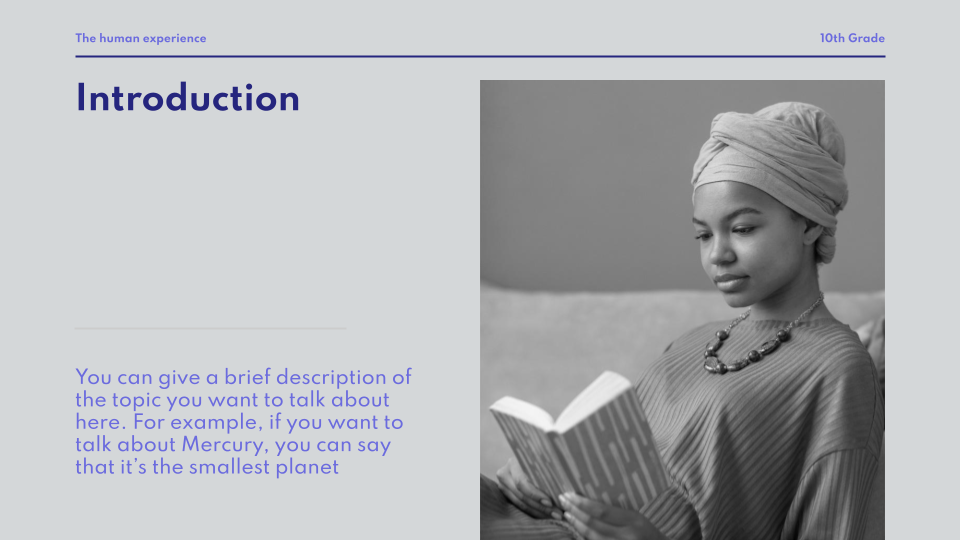 The human experience
10th Grade
Introduction
You can give a brief description of
the topic you want to talk about
here. For example, if you want to
talk about Mercury, you can say
that it’s the smallest planet